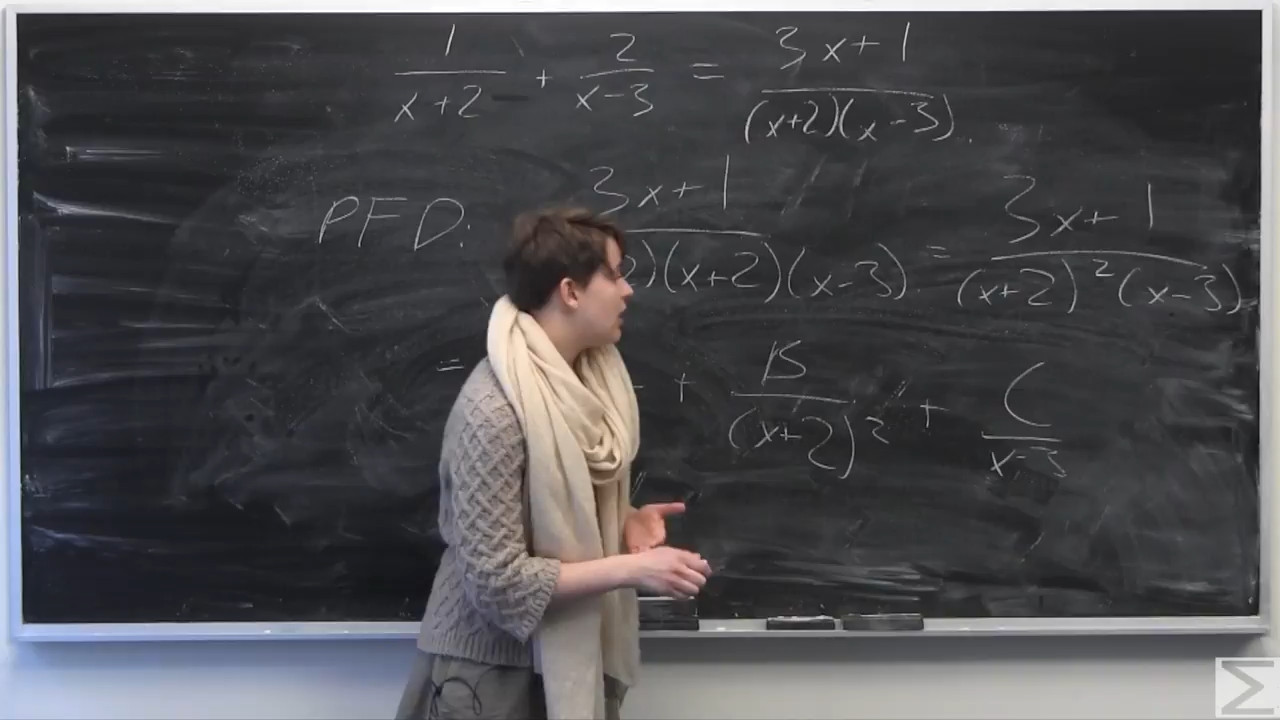 1/(x+2) + 2/(x-3) = (3x+1)/((x+2)(x-3)).
PFD: 3x+1 / 2)(x+2)(x-3) = (3x+1)/((x+2)²(x-3)).
= + B/(x+2)² + C/(x-3)
Σ